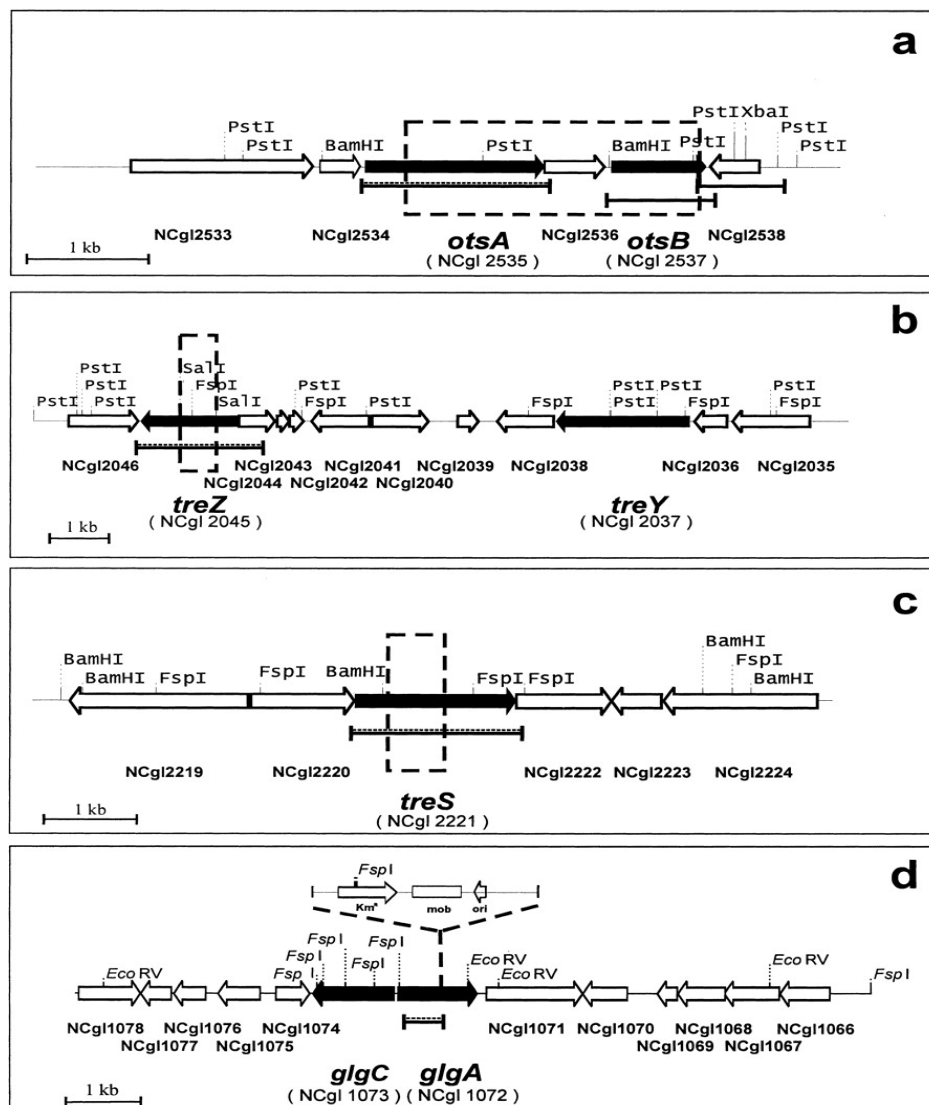 a
PstI XbaI
PstI PstI
PstI BamHI PstI BamHI PstI PstI
NCgl2533 NCgl2534 otsA NCgl2536 otsB NCgl2538
( NCgl 2535 ) ( NCgl 2537 )
1 kb
b
PstI SalI PstI PstI PstI PstI
PstI FspI FspI PstI FspI FspI
PstI PstI SalI PstI FspI
NCgl2046 NCgl2043 NCgl2041 NCgl2039 NCgl2038 NCgl2036 NCgl2035
NCgl2044 NCgl2042 NCgl2040
treZ treY
( NCgl 2045 ) ( NCgl 2037 )
1 kb
c
BamHI
BamHI FspI BamHI FspI
BamHI FspI FspI FspI BamHI
NCgl2219 NCgl2220 NCgl2222 NCgl2223 NCgl2224
treS
( NCgl 2221 )
1 kb
d
FspI
KmR mob ori
FspI FspI
FspI EcoRV EcoRV
EcoRV FspI FspI EcoRV FspI
NCgl1078 NCgl1076 NCgl1074 NCgl1071 NCgl1070 NCgl1068 NCgl1066
NCgl1077 NCgl1075 NCgl1069 NCgl1067
glgC glgA
( NCgl 1073 ) ( NCgl 1072 )
1 kb